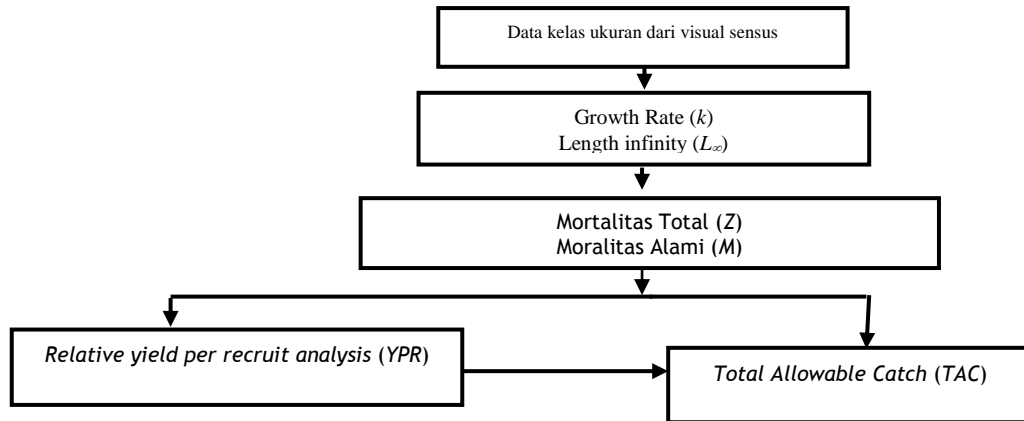 Data kelas ukuran dari visual sensus
Growth Rate (k)
Length infinity (L∞)
Mortalitas Total (Z)
Moralitas Alami (M)
Relative yield per recruit analysis (YPR)
Total Allowable Catch (TAC)